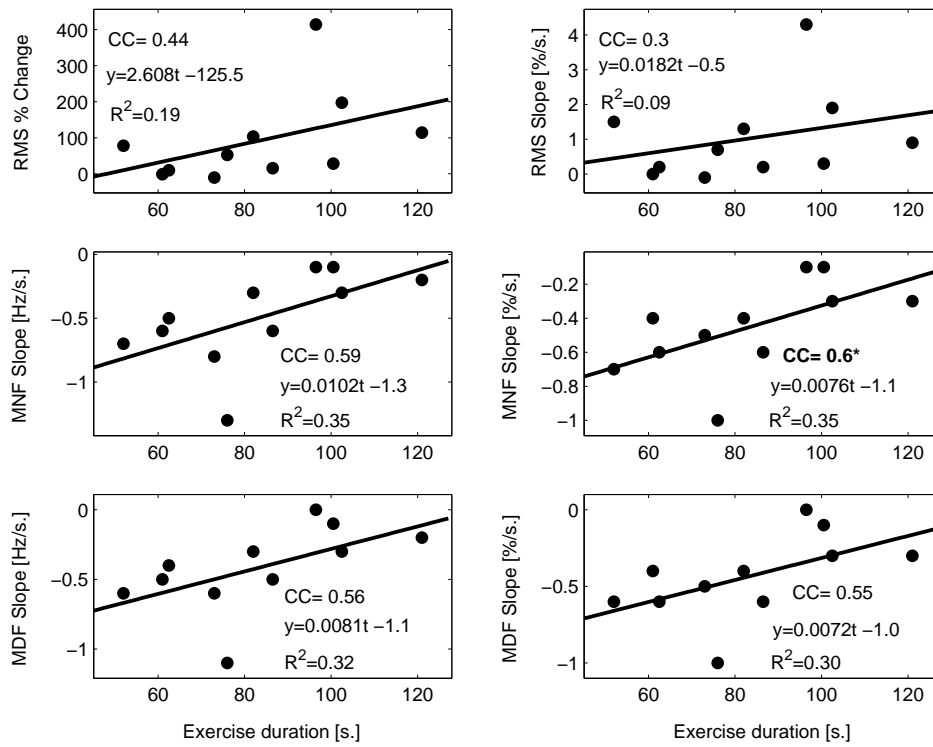 RMS % Change
400
300
200
100
0
CC= 0.44
y=2.608t −125.5
R²=0.19
60 80 100 120
RMS Slope [%/s.]
4
3
2
1
0
CC= 0.3
y=0.0182t −0.5
R²=0.09
60 80 100 120
MNF Slope [Hz/s.]
0
−0.5
−1
CC= 0.59
y=0.0102t −1.3
R²=0.35
60 80 100 120
MNF Slope [%/s.]
−0.2
−0.4
−0.6
−0.8
−1
CC= 0.6*
y=0.0076t −1.1
R²=0.35
60 80 100 120
MDF Slope [Hz/s.]
0
−0.5
−1
CC= 0.56
y=0.0081t −1.1
R²=0.32
60 80 100 120
Exercise duration [s.]
MDF Slope [%/s.]
0
−0.5
−1
CC= 0.55
y=0.0072t −1.0
R²=0.30
60 80 100 120
Exercise duration [s.]